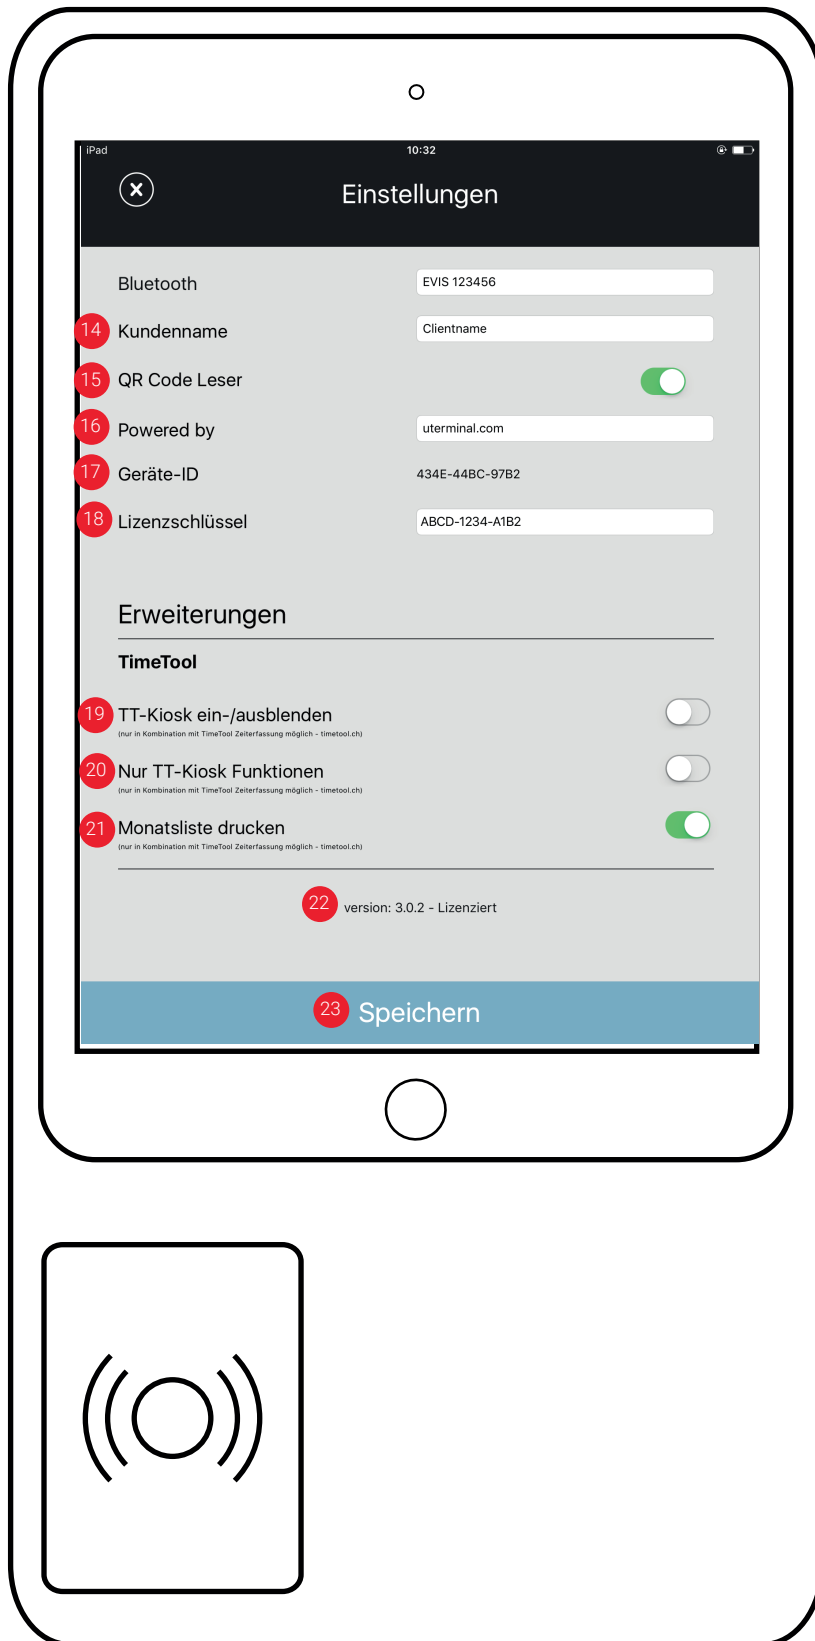 iPad 10:32
Einstellungen
Bluetooth EVIS 123456
14 Kundenname Clientname
15 QR Code Leser
16 Powered by uterminal.com
17 Geräte-ID 434E-44BC-97B2
18 Lizenzschlüssel ABCD-1234-A1B2
Erweiterungen
TimeTool
19 TT-Kiosk ein-/ausblenden
(nur in Kombination mit TimeTool Zeiterfassung möglich - timetool.ch)
20 Nur TT-Kiosk Funktionen
(nur in Kombination mit TimeTool Zeiterfassung möglich - timetool.ch)
21 Monatsliste drucken
(nur in Kombination mit TimeTool Zeiterfassung möglich - timetool.ch)
22 version: 3.0.2 - Lizenziert
23 Speichern